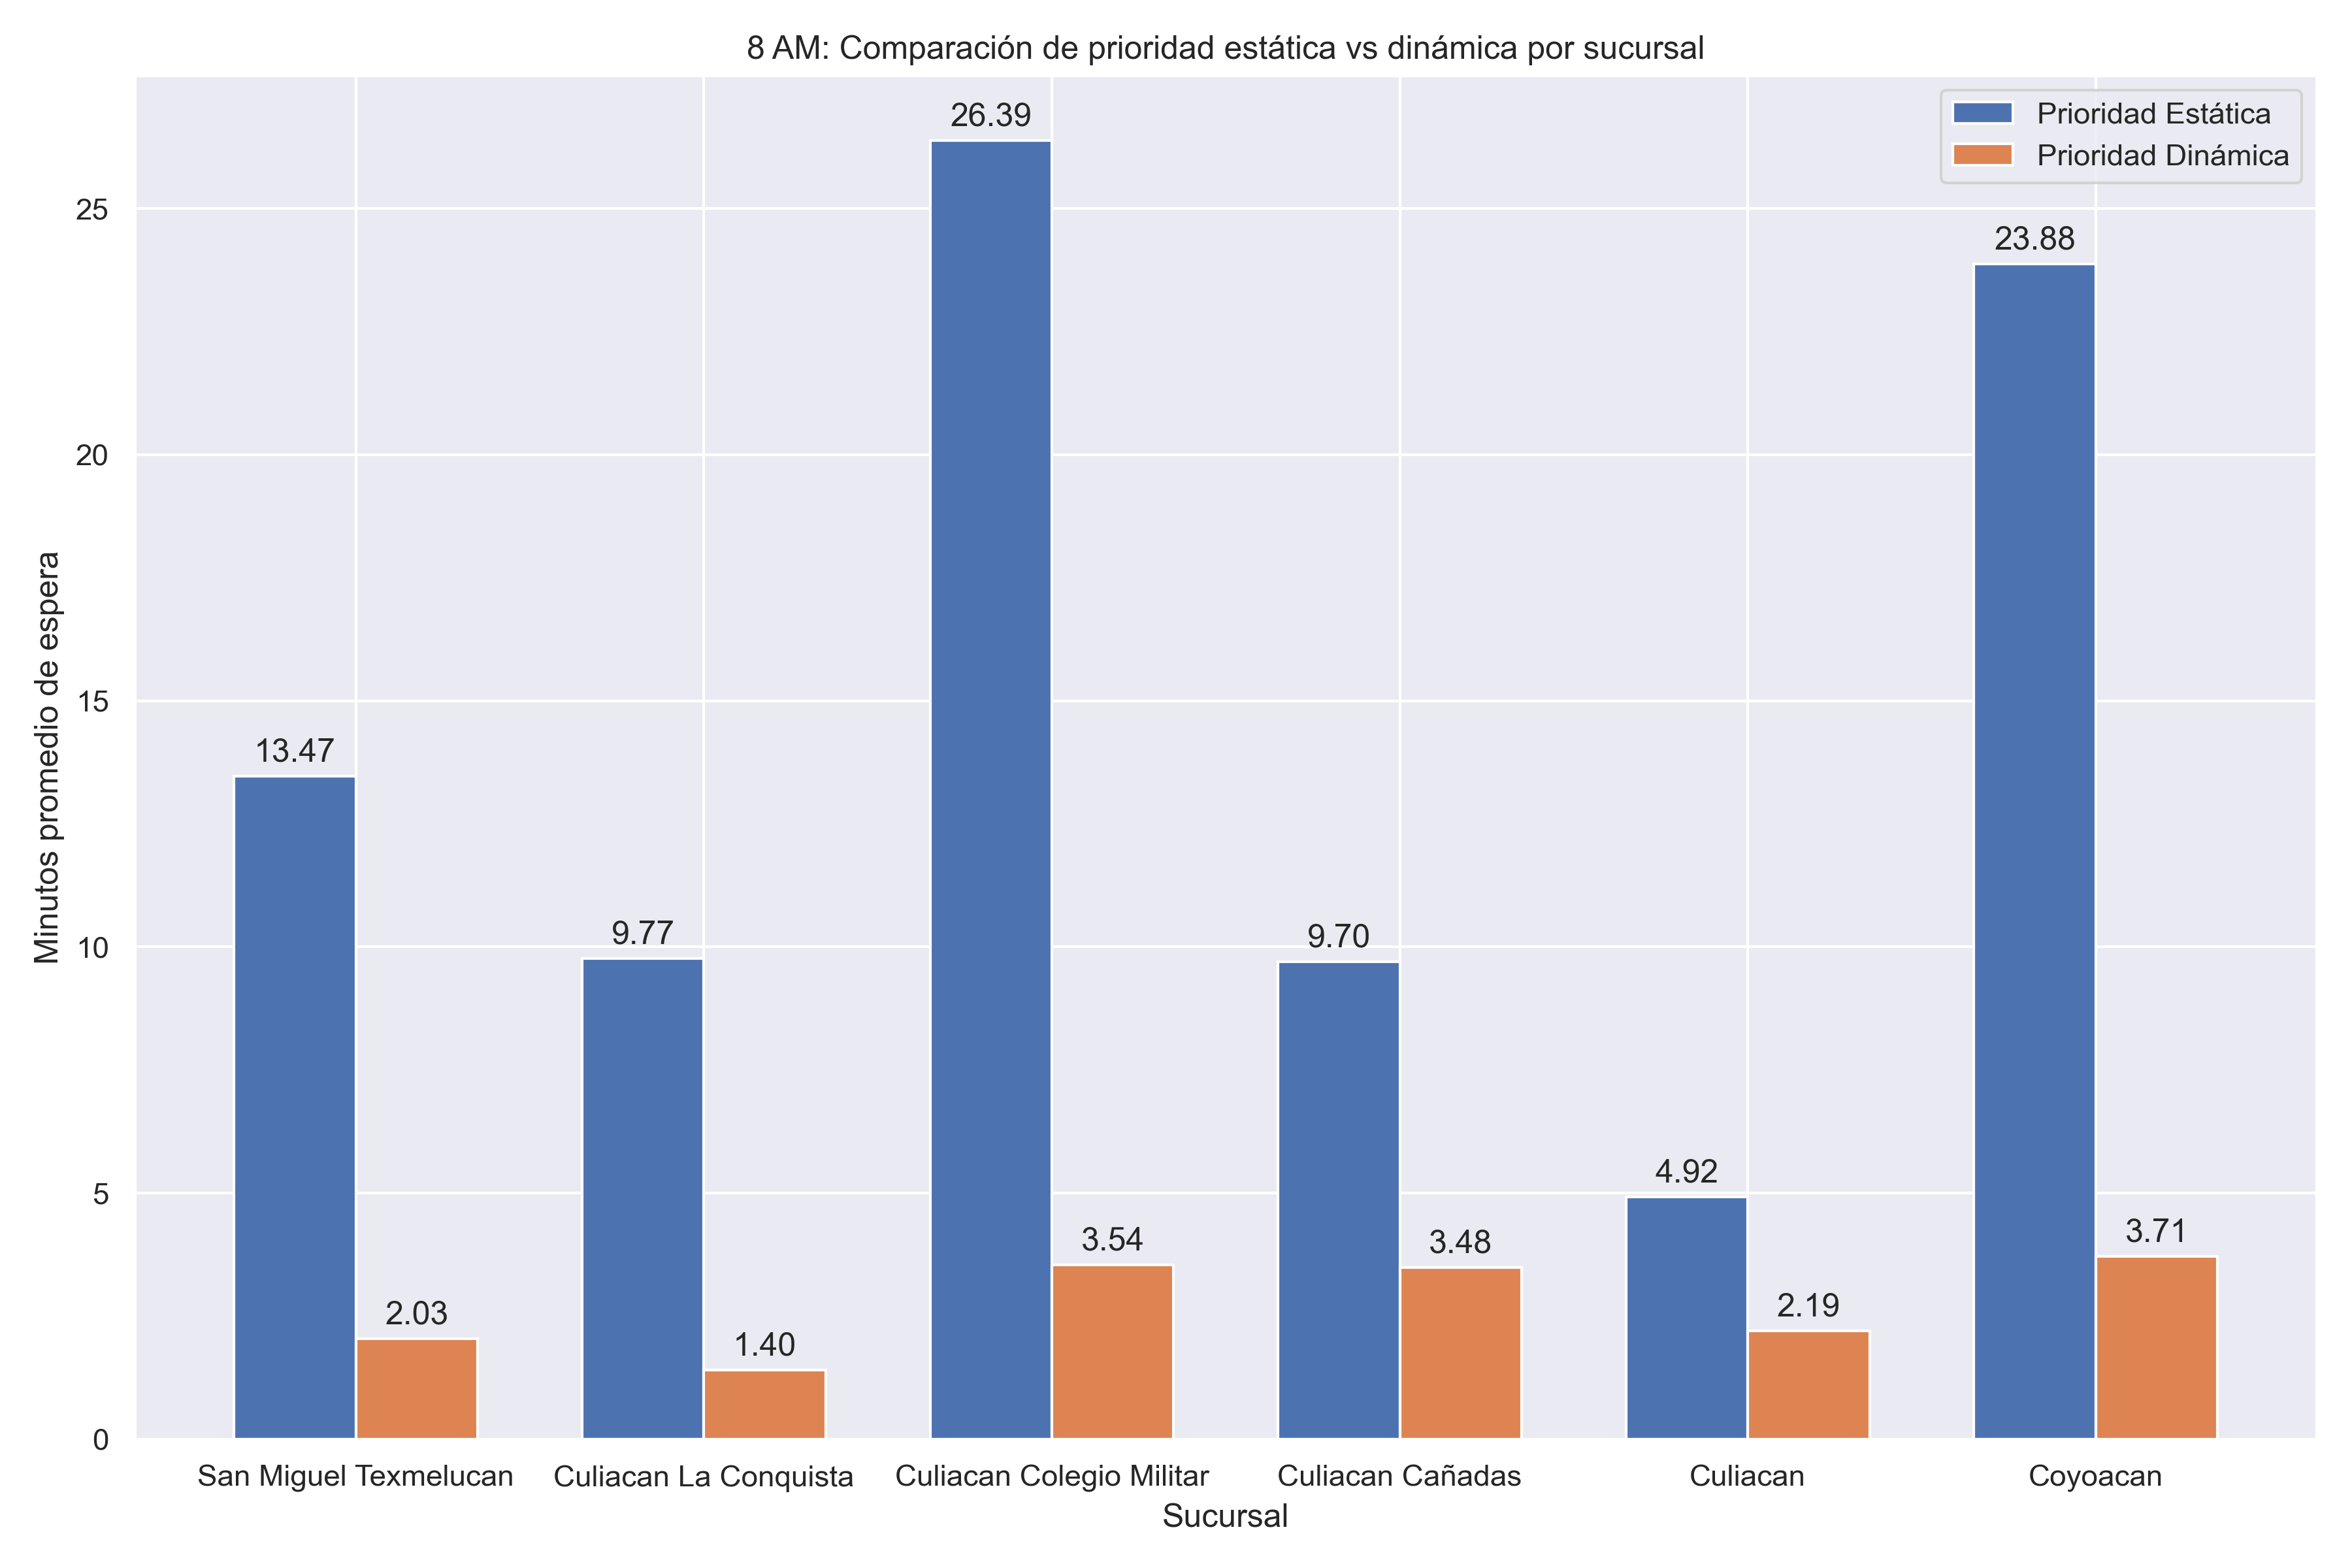 8 AM: Comparación de prioridad estática vs dinámica por sucursal
Prioridad Estática
Prioridad Dinámica
Minutos promedio de espera
25
20
15
10
5
0
13.47
2.03
9.77
1.40
26.39
3.54
9.70
3.48
4.92
2.19
23.88
3.71
San Miguel Texmelucan
Culiacan La Conquista
Culiacan Colegio Militar
Culiacan Cañadas
Culiacan
Coyoacan
Sucursal